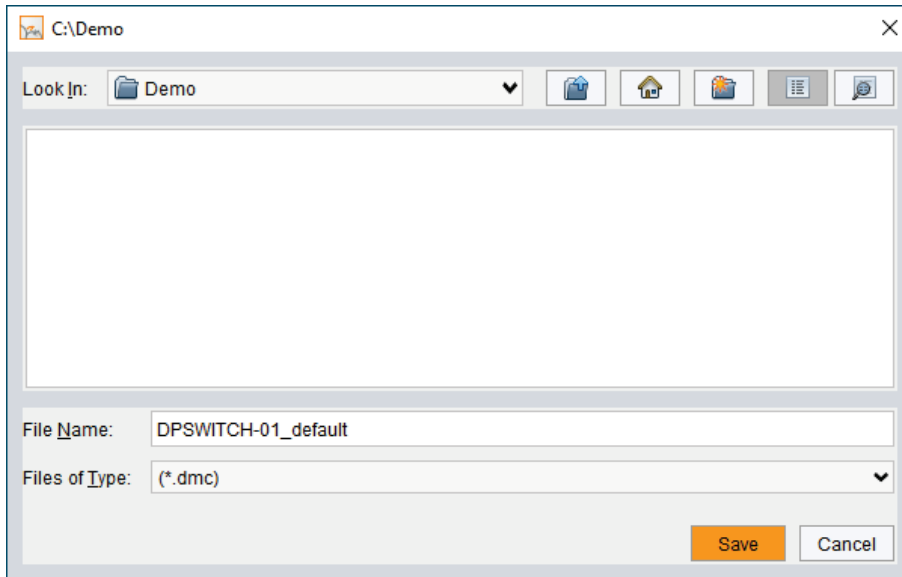 C:\Demo
Look In: Demo
File Name: DPSWITCH-01_default
Files of Type: (*.dmc)
Save Cancel